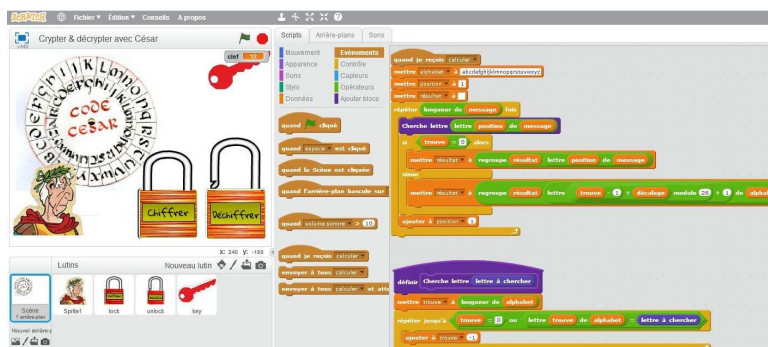 SCRATCH Fichier Édition Conseils A propos
Crypter & décrypter avec César
v445
clef 12
CODE
CESAR
Chiffrer
Déchiffrer
x: 240 y: -180
Lutins
Nouveau lutin
Scène
1 arrière-plan
Sprite1
lock
unlock
key
Nouvel arrière-p
Scripts Arrière-plans Sons
Mouvement
Apparence
Sons
Stylo
Données
Evénements
Contrôle
Capteurs
Opérateurs
Ajouter blocs
quand cliqué
quand espace est cliqué
quand la Scène est cliquée
quand l'arrière-plan bascule sur
quand volume sonore > 10
quand je reçois calculer
envoyer à tous calculer
envoyer à tous calculer et atte
quand je reçois calculer
mettre alphabet à abcdefghijklmnopqrstuvwxyz
mettre position à 1
mettre résultat à
répéter longueur de message fois
Cherche lettre lettre position de message
si trouve = 0 alors
mettre résultat à regroupe résultat lettre position de message
sinon
mettre résultat à regroupe résultat lettre trouve - 1 + décalage modulo 26 + 1 de alphab
ajouter à position 1
définir Cherche lettre lettre à chercher
mettre trouve à longueur de alphabet
répéter jusqu'à trouve = 0 ou lettre trouve de alphabet = lettre à chercher
ajouter à trouve -1